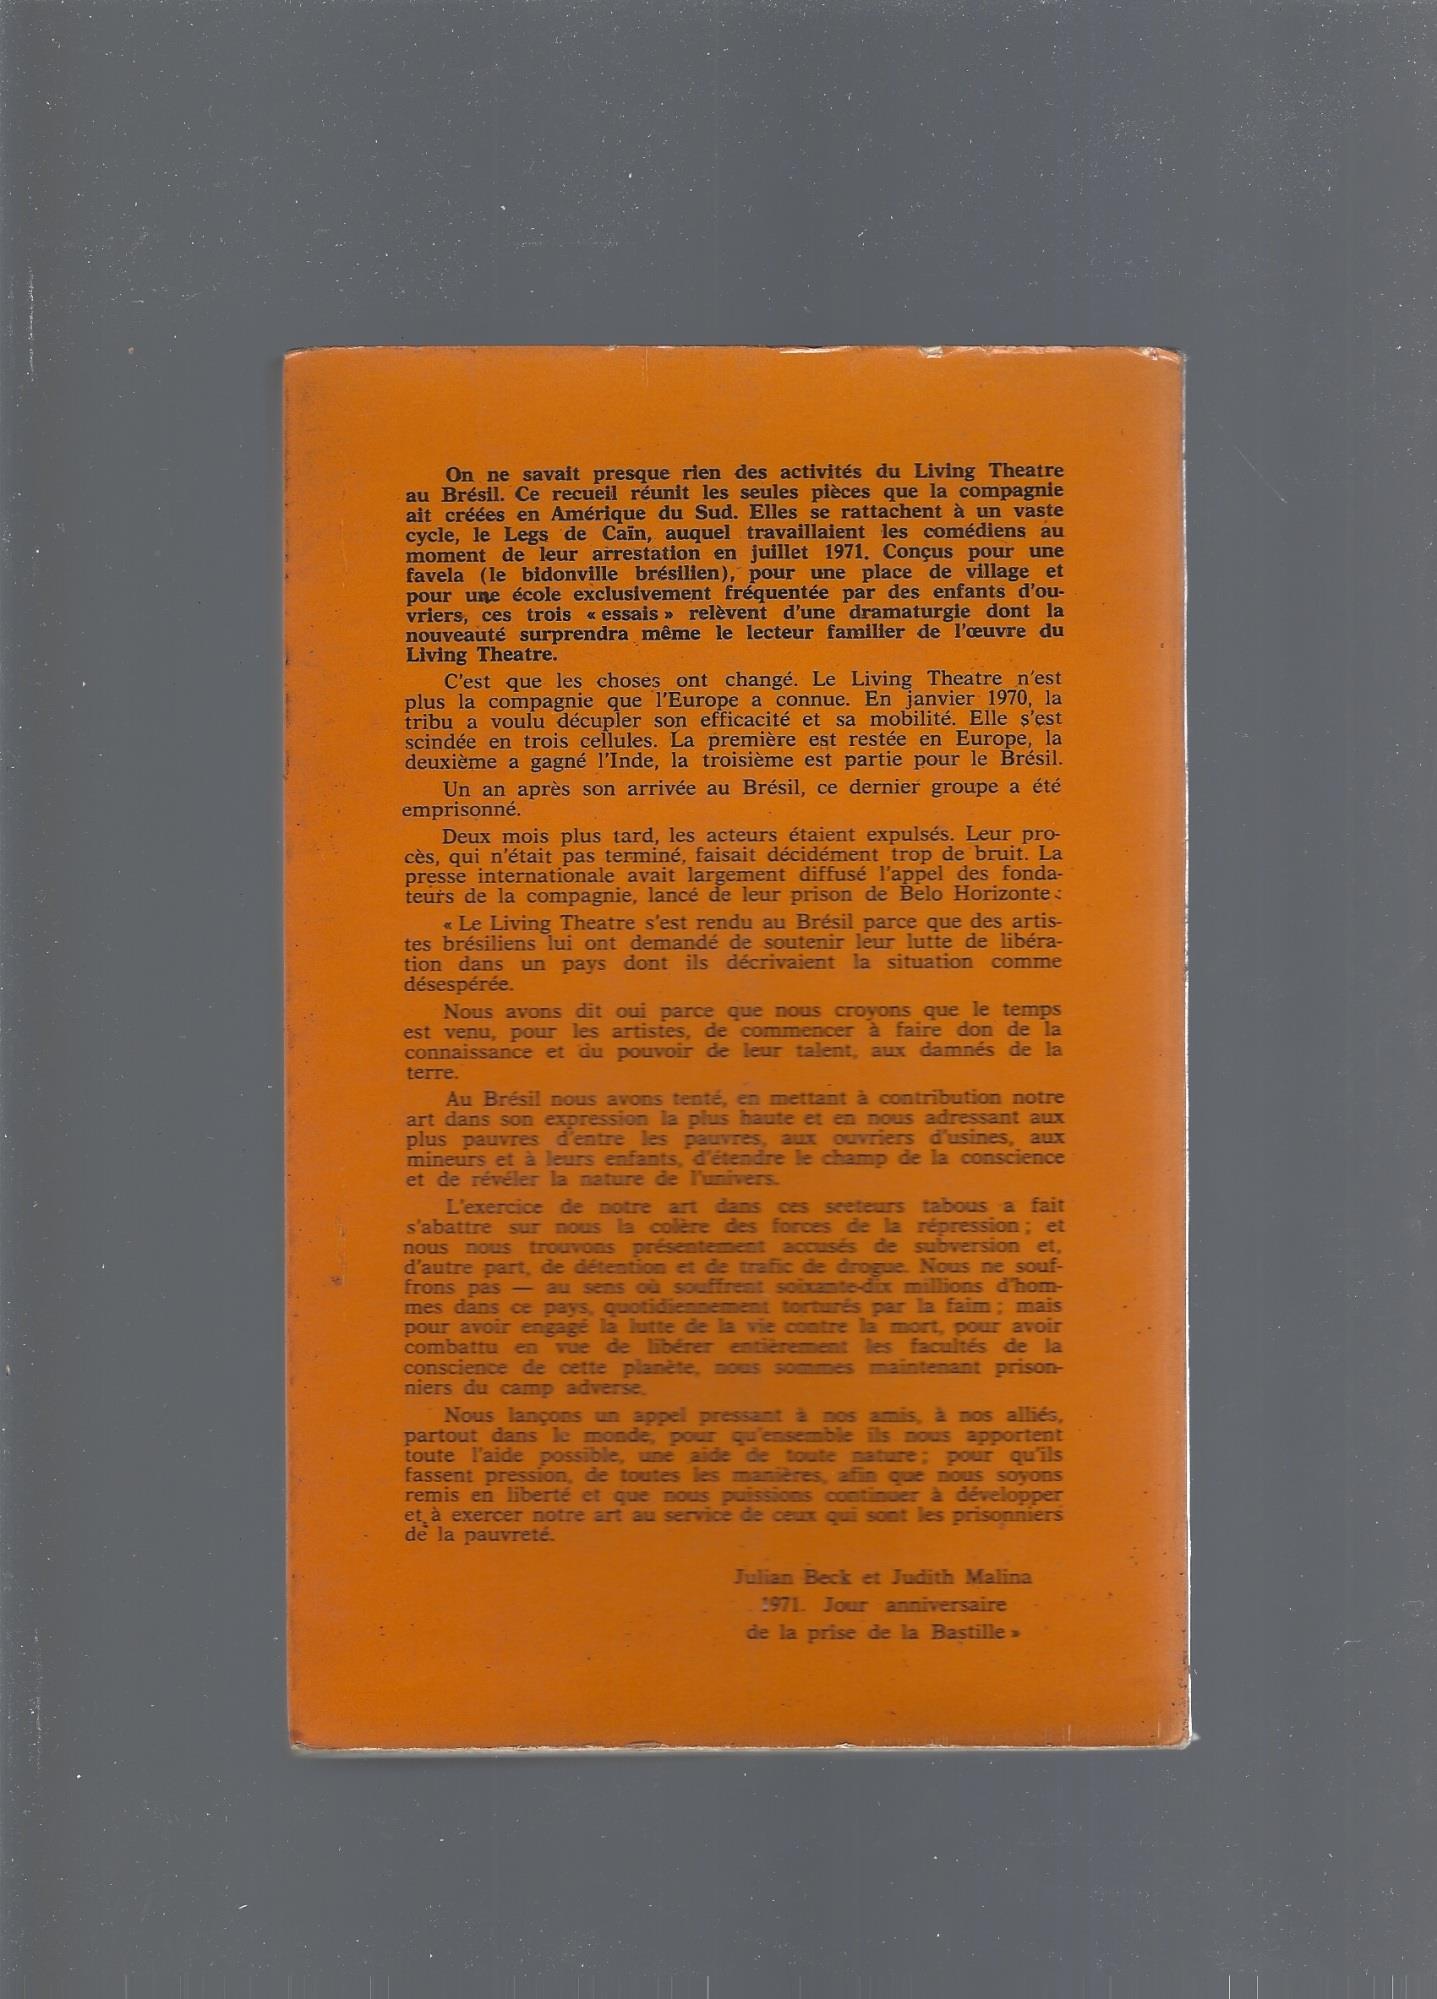 On ne savait presque rien des activités du Living Theatre
au Brésil. Ce recueil réunit les seules pièces que la compagnie
ait créées en Amérique du Sud. Elles se rattachent à un vaste
cycle, le Legs de Caïn, auquel travaillaient les comédiens au
moment de leur arrestation en juillet 1971. Conçus pour une
favela (le bidonville brésilien), pour une place de village et
pour une école exclusivement fréquentée par des enfants d'ou-
vriers, ces trois « essais » relèvent d'une dramaturgie dont la
nouveauté surprendra même le lecteur familier de l'œuvre du
Living Theatre.
C'est que les choses ont changé. Le Living Theatre n'est
plus la compagnie que l'Europe a connue. En janvier 1970, la
tribu a voulu décupler son efficacité et sa mobilité. Elle s'est
scindée en trois cellules. La première est restée en Europe, la
deuxième a gagné l'Inde, la troisième est partie pour le Brésil.
Un an après son arrivée au Brésil, ce dernier groupe a été
emprisonné.
Deux mois plus tard, les acteurs étaient expulsés. Leur pro-
cès, qui n'était pas terminé, faisait décidément trop de bruit. La
presse internationale avait largement diffusé l'appel des fonda-
teurs de la compagnie, lancé de leur prison de Belo Horizonte :
« Le Living Theatre s'est rendu au Brésil parce que des artis-
tes brésiliens lui ont demandé de soutenir leur lutte de libéra-
tion dans un pays dont ils décrivaient la situation comme
désespérée.
Nous avons dit oui parce que nous croyons que le temps
est venu, pour les artistes, de commencer à faire don de la
connaissance et du pouvoir de leur talent, aux damnés de la
terre.
Au Brésil nous avons tenté, en mettant à contribution notre
art dans son expression la plus haute et en nous adressant aux
plus pauvres d'entre les pauvres, aux ouvriers d'usines, aux
mineurs et à leurs enfants, d'étendre le champ de la conscience
et de révéler la nature de l'univers.
L'exercice de notre art dans ces secteurs tabous a fait
s'abattre sur nous la colère des forces de la répression ; et
nous nous trouvons présentement accusés de subversion et,
d'autre part, de détention et de trafic de drogue. Nous ne souf-
frons pas — au sens où souffrent soixante-dix millions d'hom-
mes dans ce pays, quotidiennement torturés par la faim ; mais
pour avoir engagé la lutte de la vie contre la mort, pour avoir
combattu en vue de libérer entièrement les facultés de la
conscience de cette planète, nous sommes maintenant prison-
niers du camp adverse.
Nous lançons un appel pressant à nos amis, à nos alliés,
partout dans le monde, pour qu'ensemble ils nous apportent
toute l'aide possible, une aide de toute nature ; pour qu'ils
fassent pression, de toutes les manières, afin que nous soyons
remis en liberté et que nous puissions continuer à développer
et à exercer notre art au service de ceux qui sont les prisonniers
de la pauvreté.
Julian Beck et Judith Malina
1971. Jour anniversaire
de la prise de la Bastille »